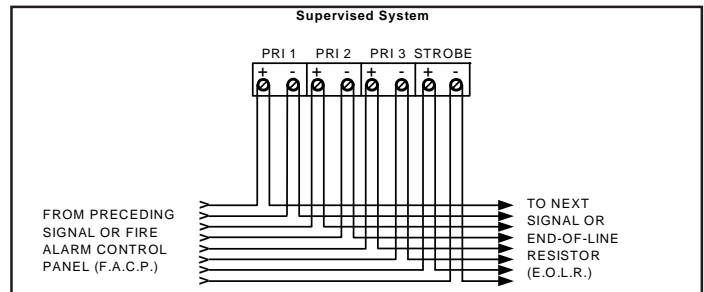 Supervised System
PRI 1 PRI 2 PRI 3 STROBE
+ - + - + - + -
FROM PRECEDING
SIGNAL OR FIRE
ALARM CONTROL
PANEL (F.A.C.P.)
TO NEXT
SIGNAL OR
END-OF-LINE
RESISTOR
(E.O.L.R.)